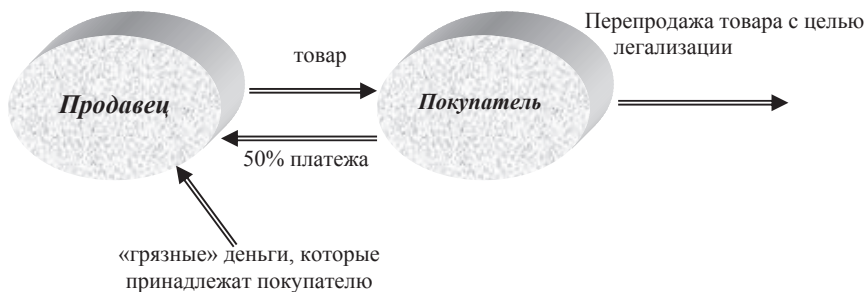 Перепродажа товара с целью
легализации
товар
Продавец
Покупатель
50% платежа
«грязные» деньги, которые
принадлежат покупателю